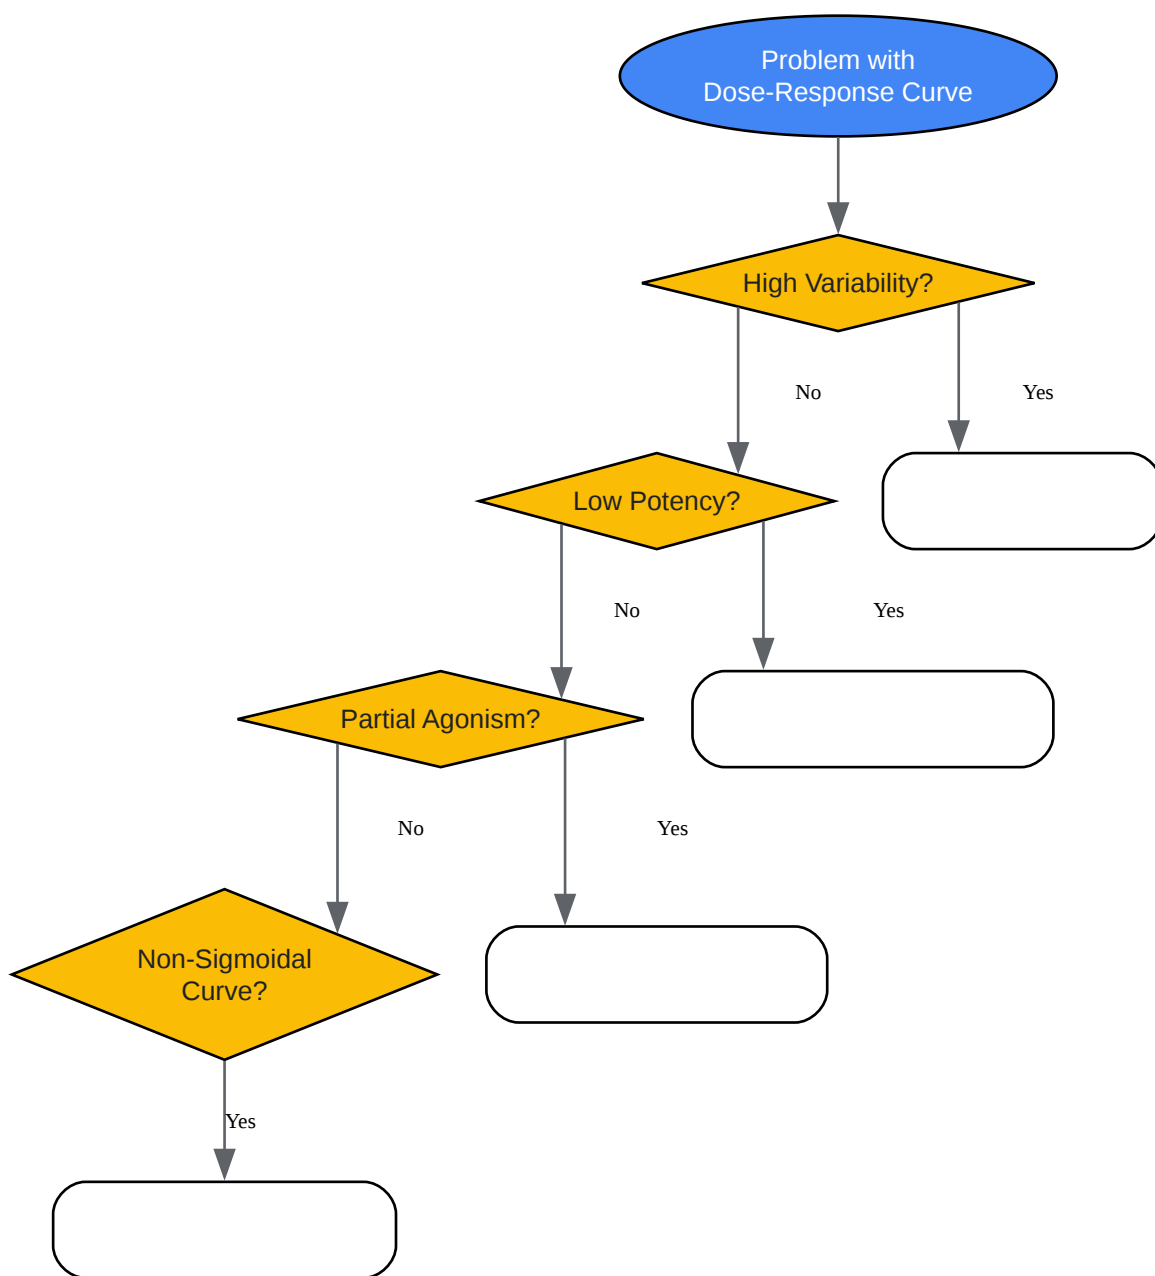 Problem with
Dose-Response Curve
High Variability?
No
Yes
Low Potency?
No
Yes
Partial Agonism?
No
Yes
Non-Sigmoidal
Curve?
Yes